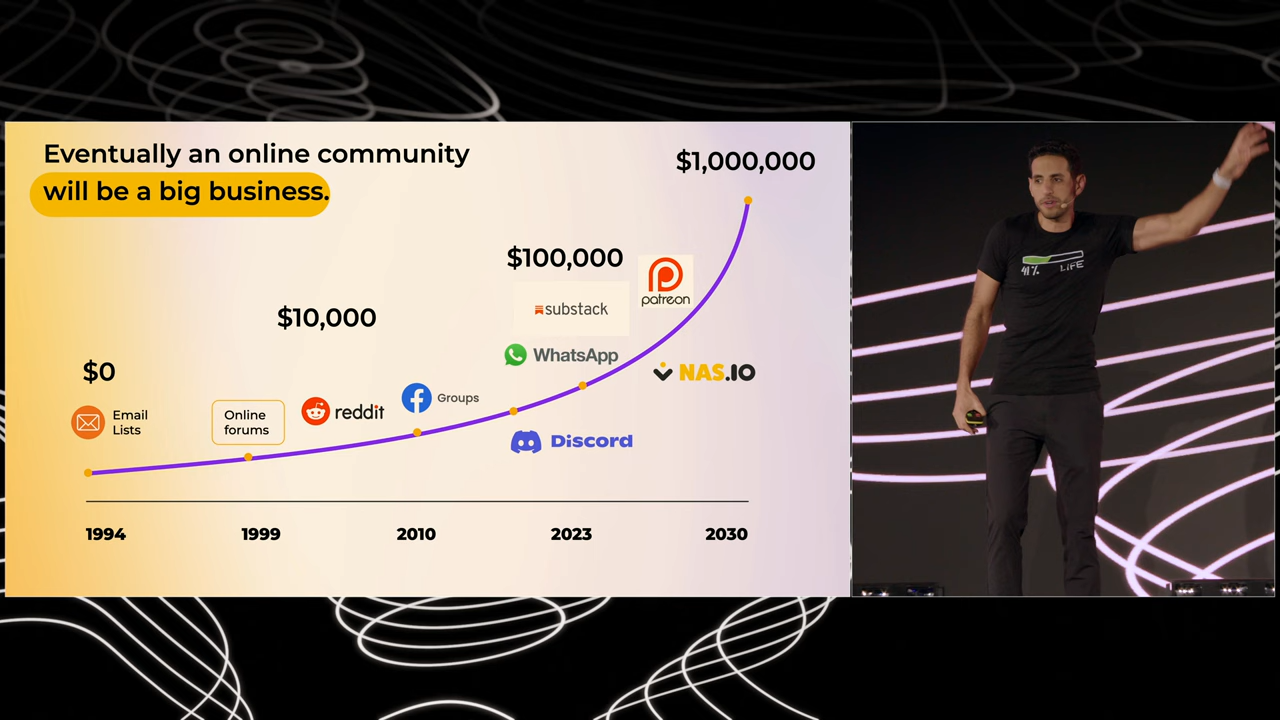 Eventually an online community
will be a big business.
$1,000,000
$100,000
patreon
substack
$10,000
WhatsApp
$0
NAS.IO
Email
Lists
Online
forums
reddit
Groups
Discord
1994
1999
2010
2023
2030
41% LIFE